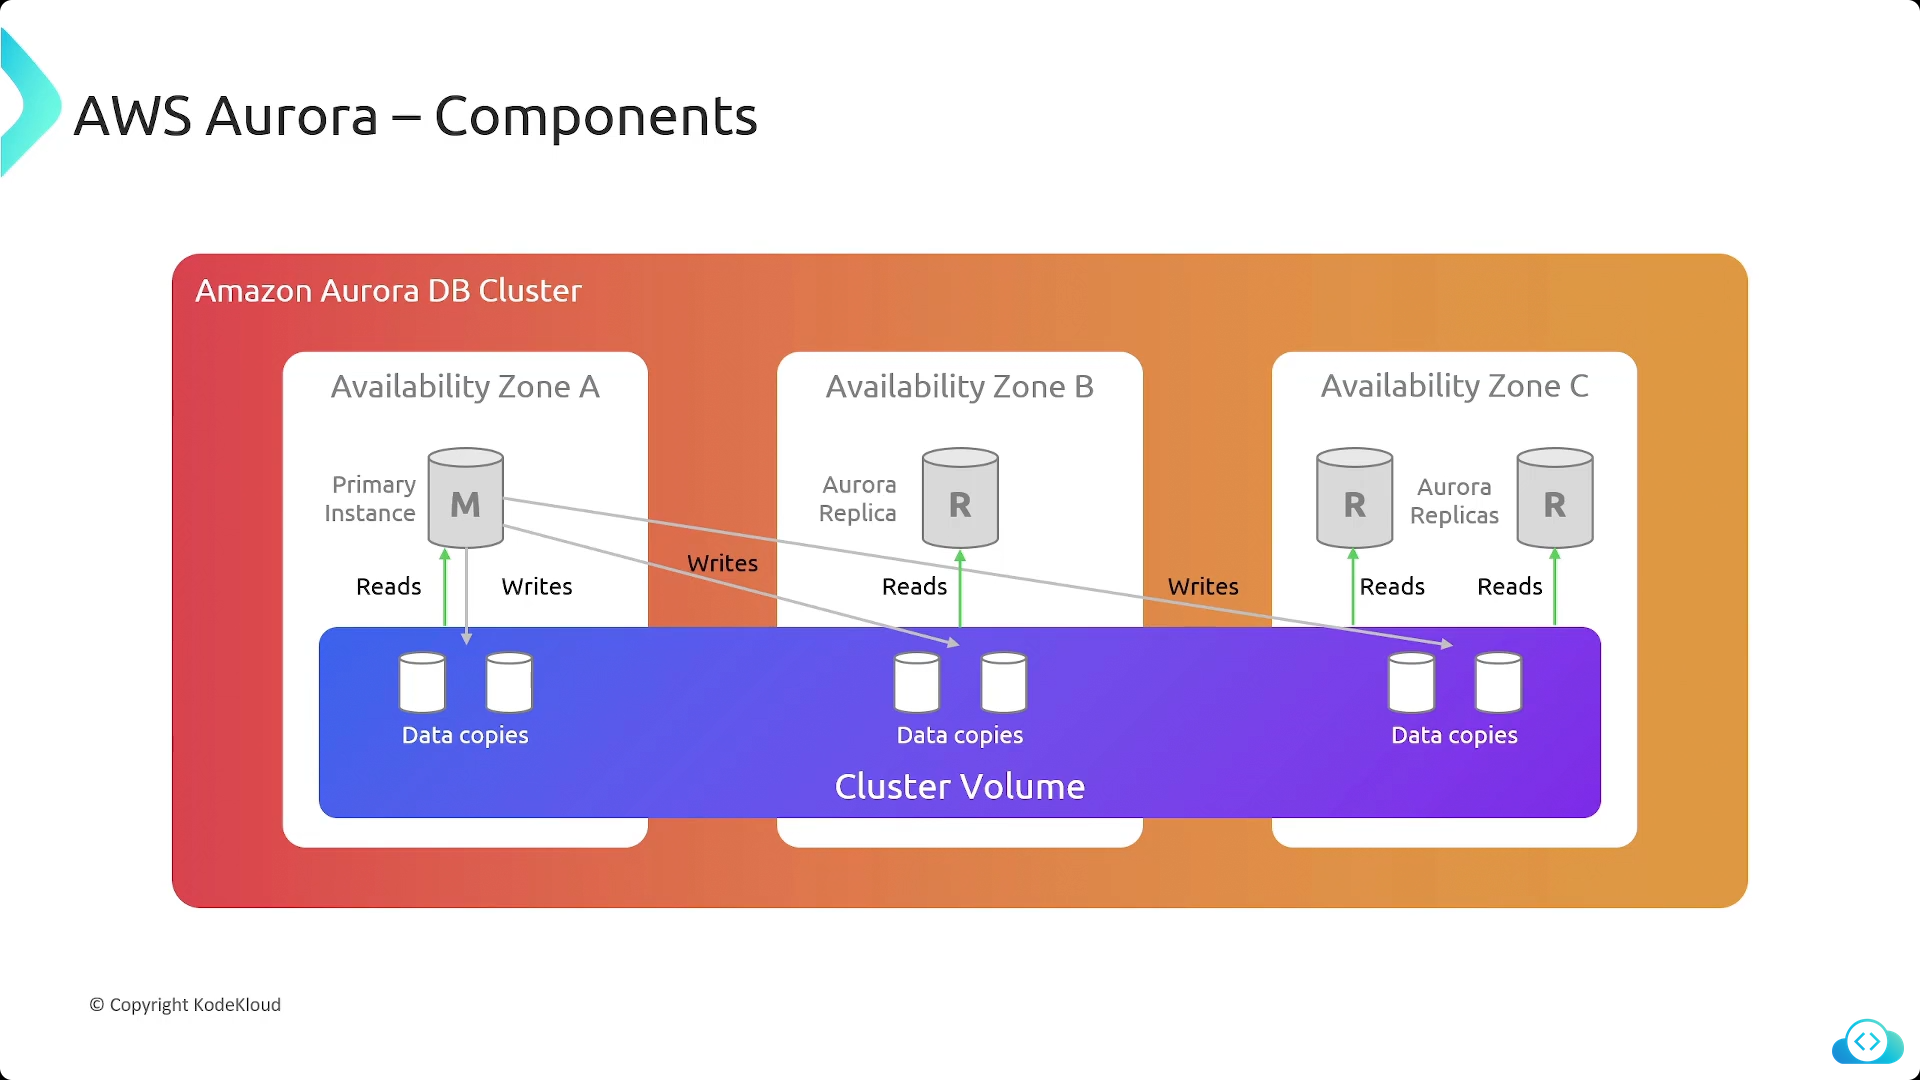 AWS Aurora – Components
Amazon Aurora DB Cluster
Availability Zone A
Primary
Instance
M
Reads
Writes
Writes
Availability Zone B
Aurora
Replica
R
Reads
Writes
Availability Zone C
R
Aurora
Replicas
R
Reads
Reads
Data copies
Data copies
Data copies
Cluster Volume
© Copyright KodeKloud